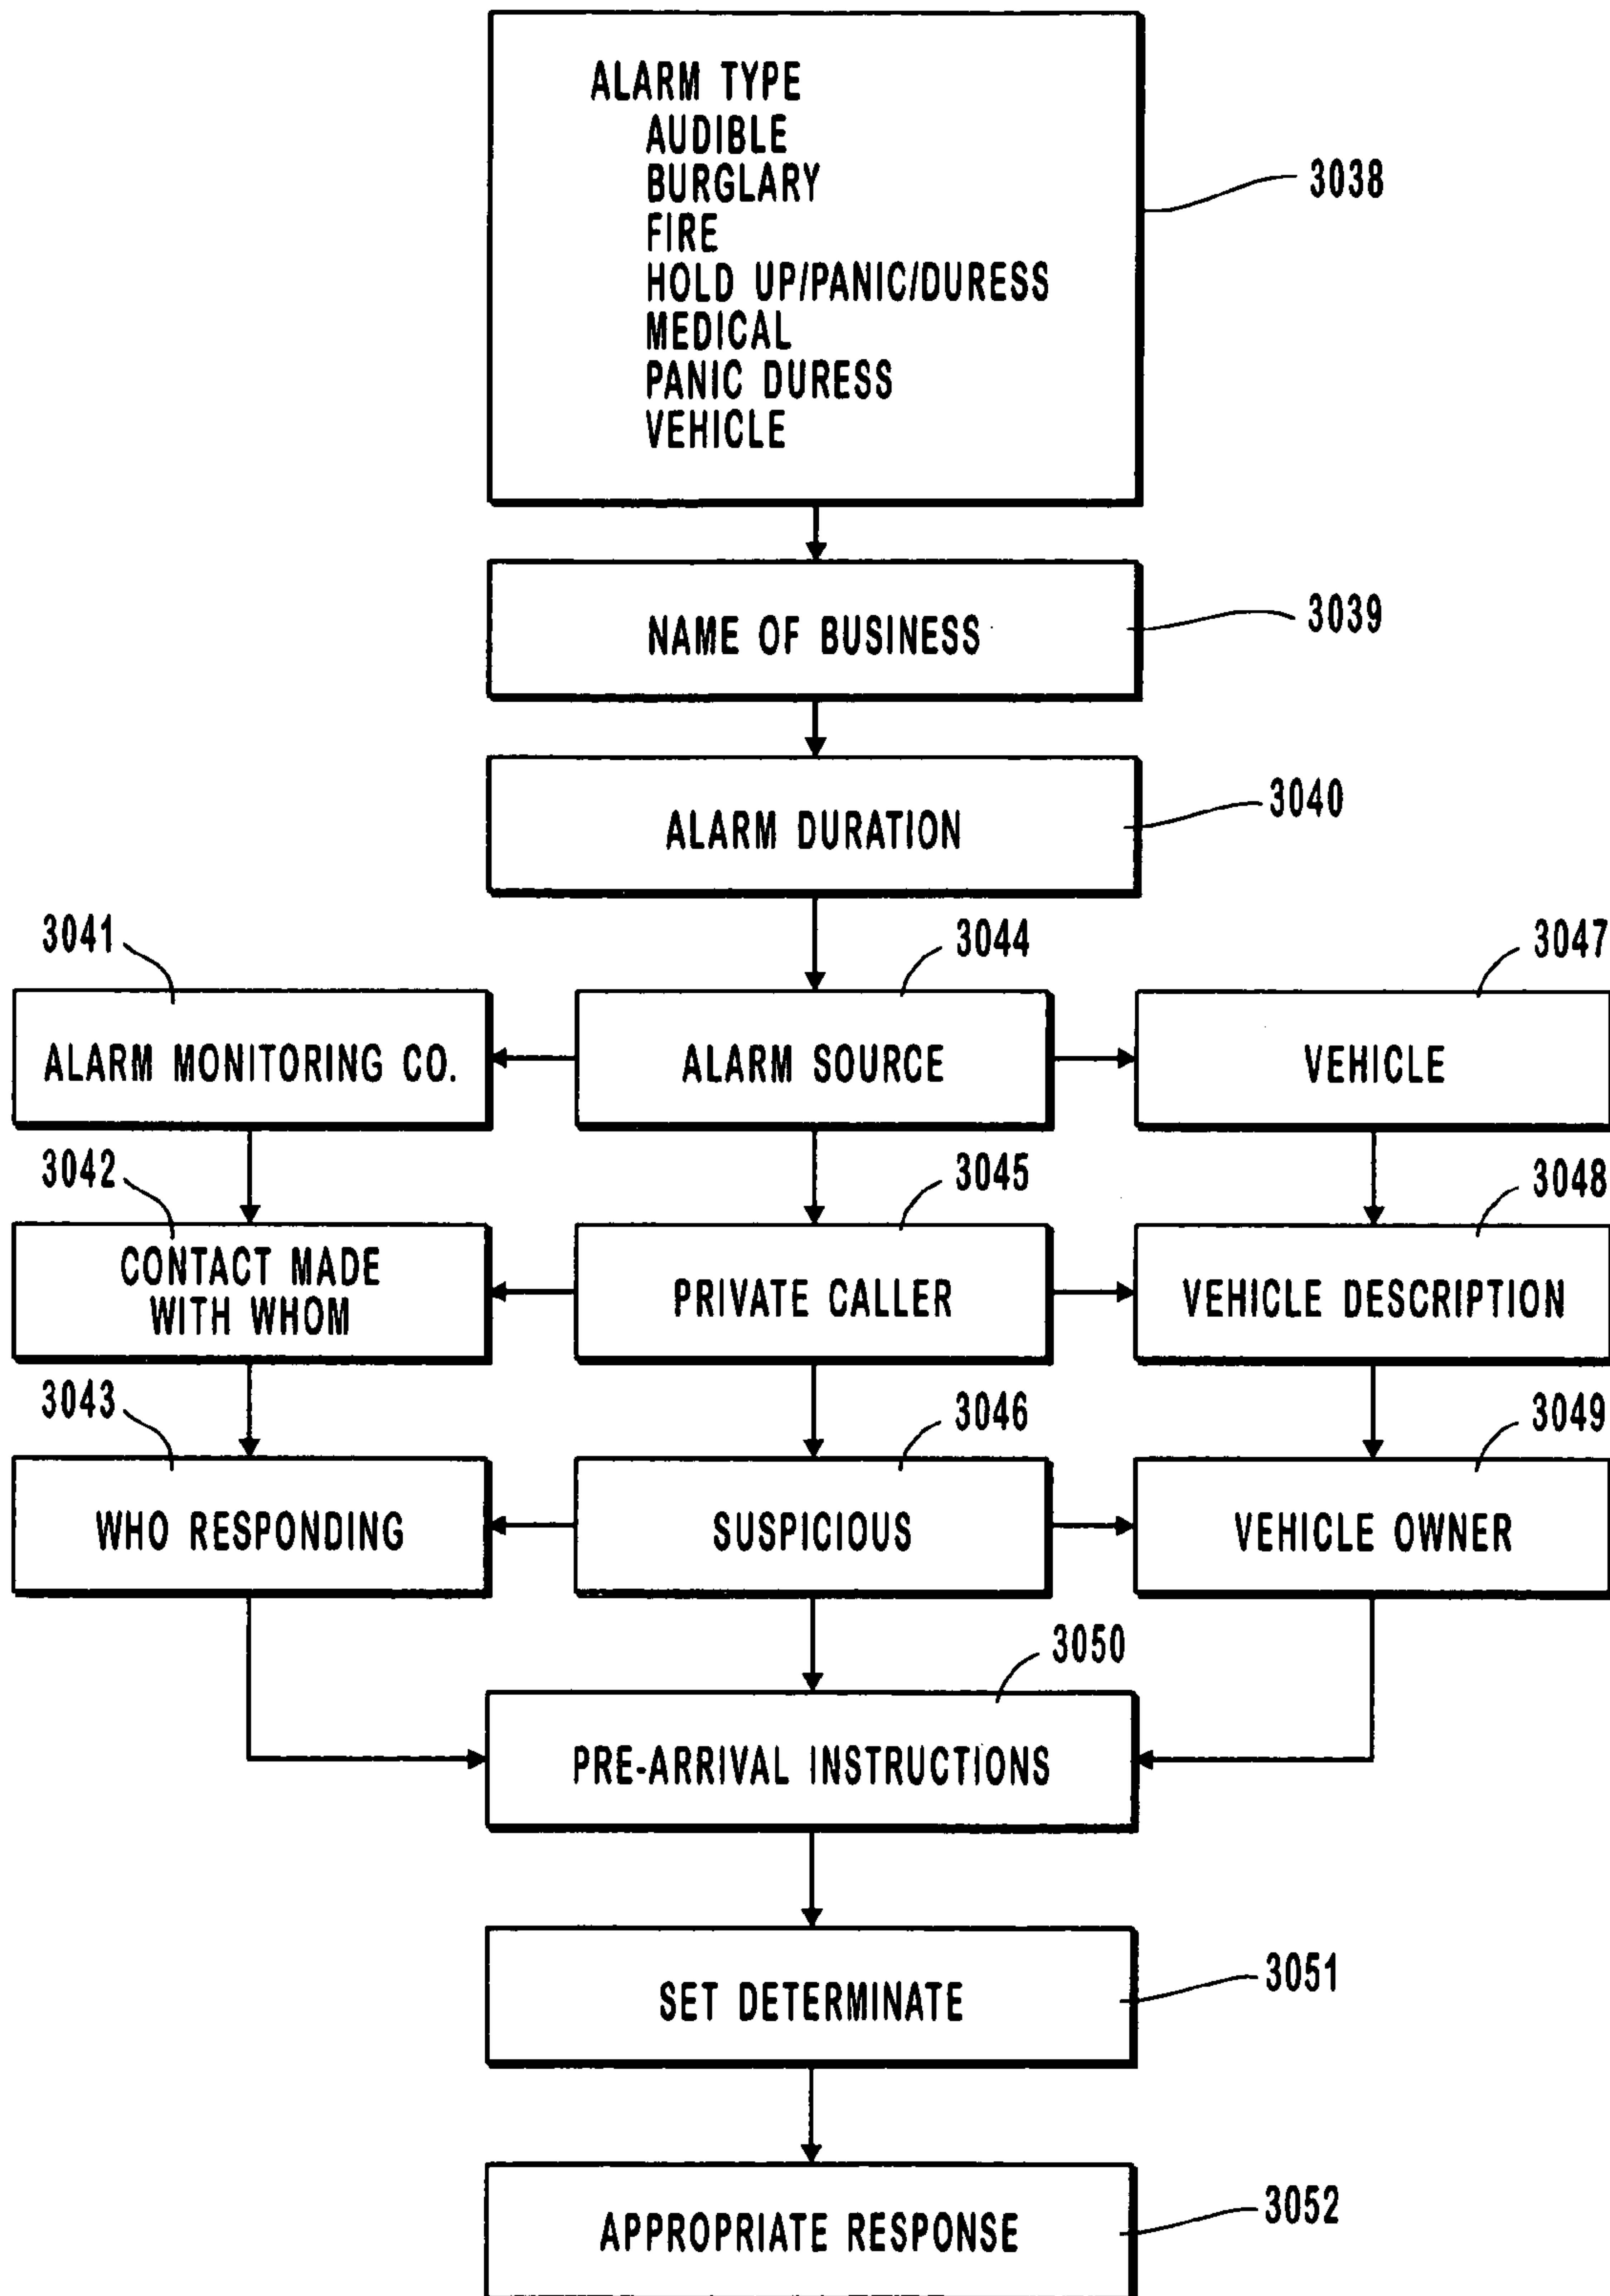 ALARM TYPE
AUDIBLE
BURGLARY
FIRE
HOLD UP/PANIC/DURESS
MEDICAL
PANIC DURESS
VEHICLE
3038
NAME OF BUSINESS
3039
ALARM DURATION
3040
3041
3044
3047
ALARM MONITORING CO.
ALARM SOURCE
VEHICLE
3042
3045
3048
CONTACT MADE
WITH WHOM
PRIVATE CALLER
VEHICLE DESCRIPTION
3043
3046
3049
WHO RESPONDING
SUSPICIOUS
VEHICLE OWNER
3050
PRE-ARRIVAL INSTRUCTIONS
SET DETERMINATE
3051
APPROPRIATE RESPONSE
3052